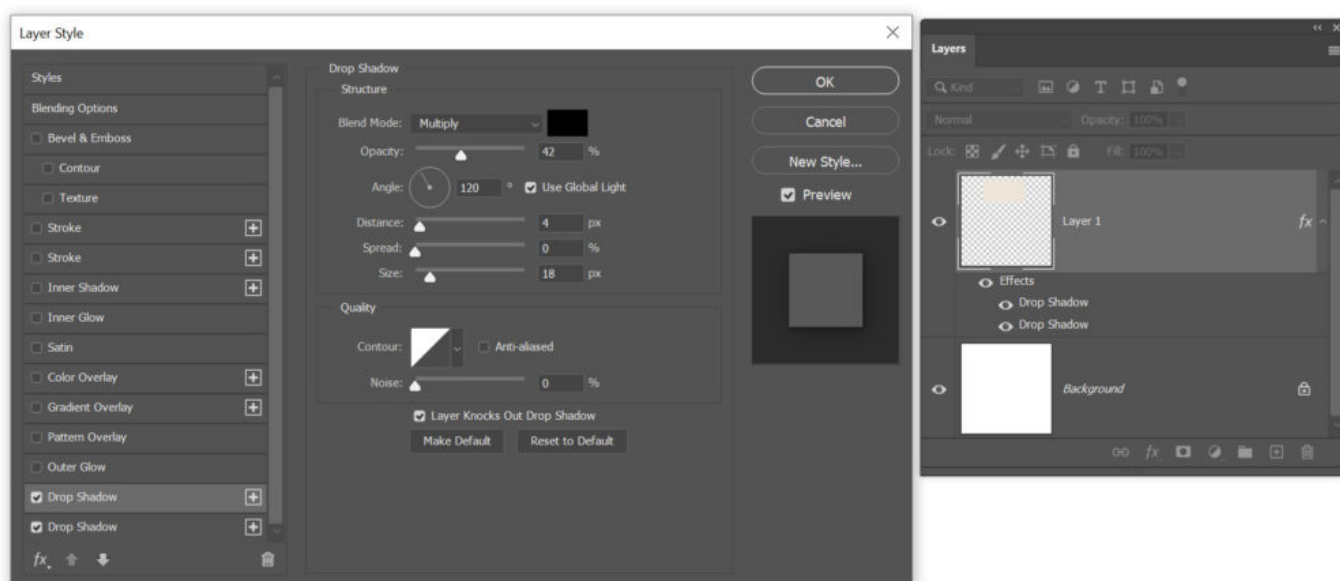 Layer Style
Styles
Blending Options
Bevel & Emboss
Contour
Texture
Stroke
Stroke
Inner Shadow
Inner Glow
Satin
Color Overlay
Gradient Overlay
Pattern Overlay
Outer Glow
Drop Shadow
Drop Shadow
fx
Drop Shadow
Structure
Blend Mode: Multiply
Opacity: 42 %
Angle: 120 ° Use Global Light
Distance: 4 px
Spread: 0 %
Size: 18 px
Quality
Contour: Anti-aliased
Noise: 0 %
Layer Knocks Out Drop Shadow
Make Default Reset to Default
OK
Cancel
New Style...
Preview
Layers
Kind
Normal Opacity: 100%
Lock: Fill: 100%
Layer 1 fx
Effects
Drop Shadow
Drop Shadow
Background
fx